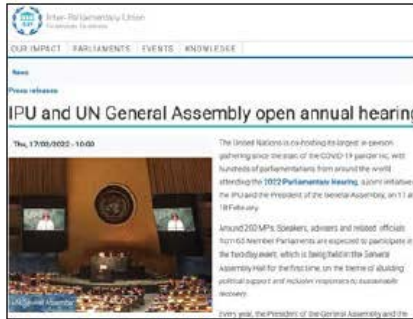 Inter-Parliamentary Union
For democracy. For everyone.
OUR IMPACT PARLIAMENTS EVENTS KNOWLEDGE
News
Press releases
IPU and UN General Assembly open annual hearing
Thu, 17/02/2022 - 10:00
UN General Assembly
The United Nations is co-hosting its largest in-person
gathering since the start of the COVID-19 pandemic, with
hundreds of parliamentarians from around the world
attending the 2022 Parliamentary Hearing, a joint initiative
the IPU and the President of the General Assembly, on 17 a
18 February.
Around 200 MPs, Speakers, advisers and related officials
from 60 Member Parliaments are expected to participate i
the two-day event, which is being held in the General
Assembly Hall for the first time, on the theme of Building
political support and inclusive responses to sustainable
recovery.
Every year, the President of the General Assembly and the